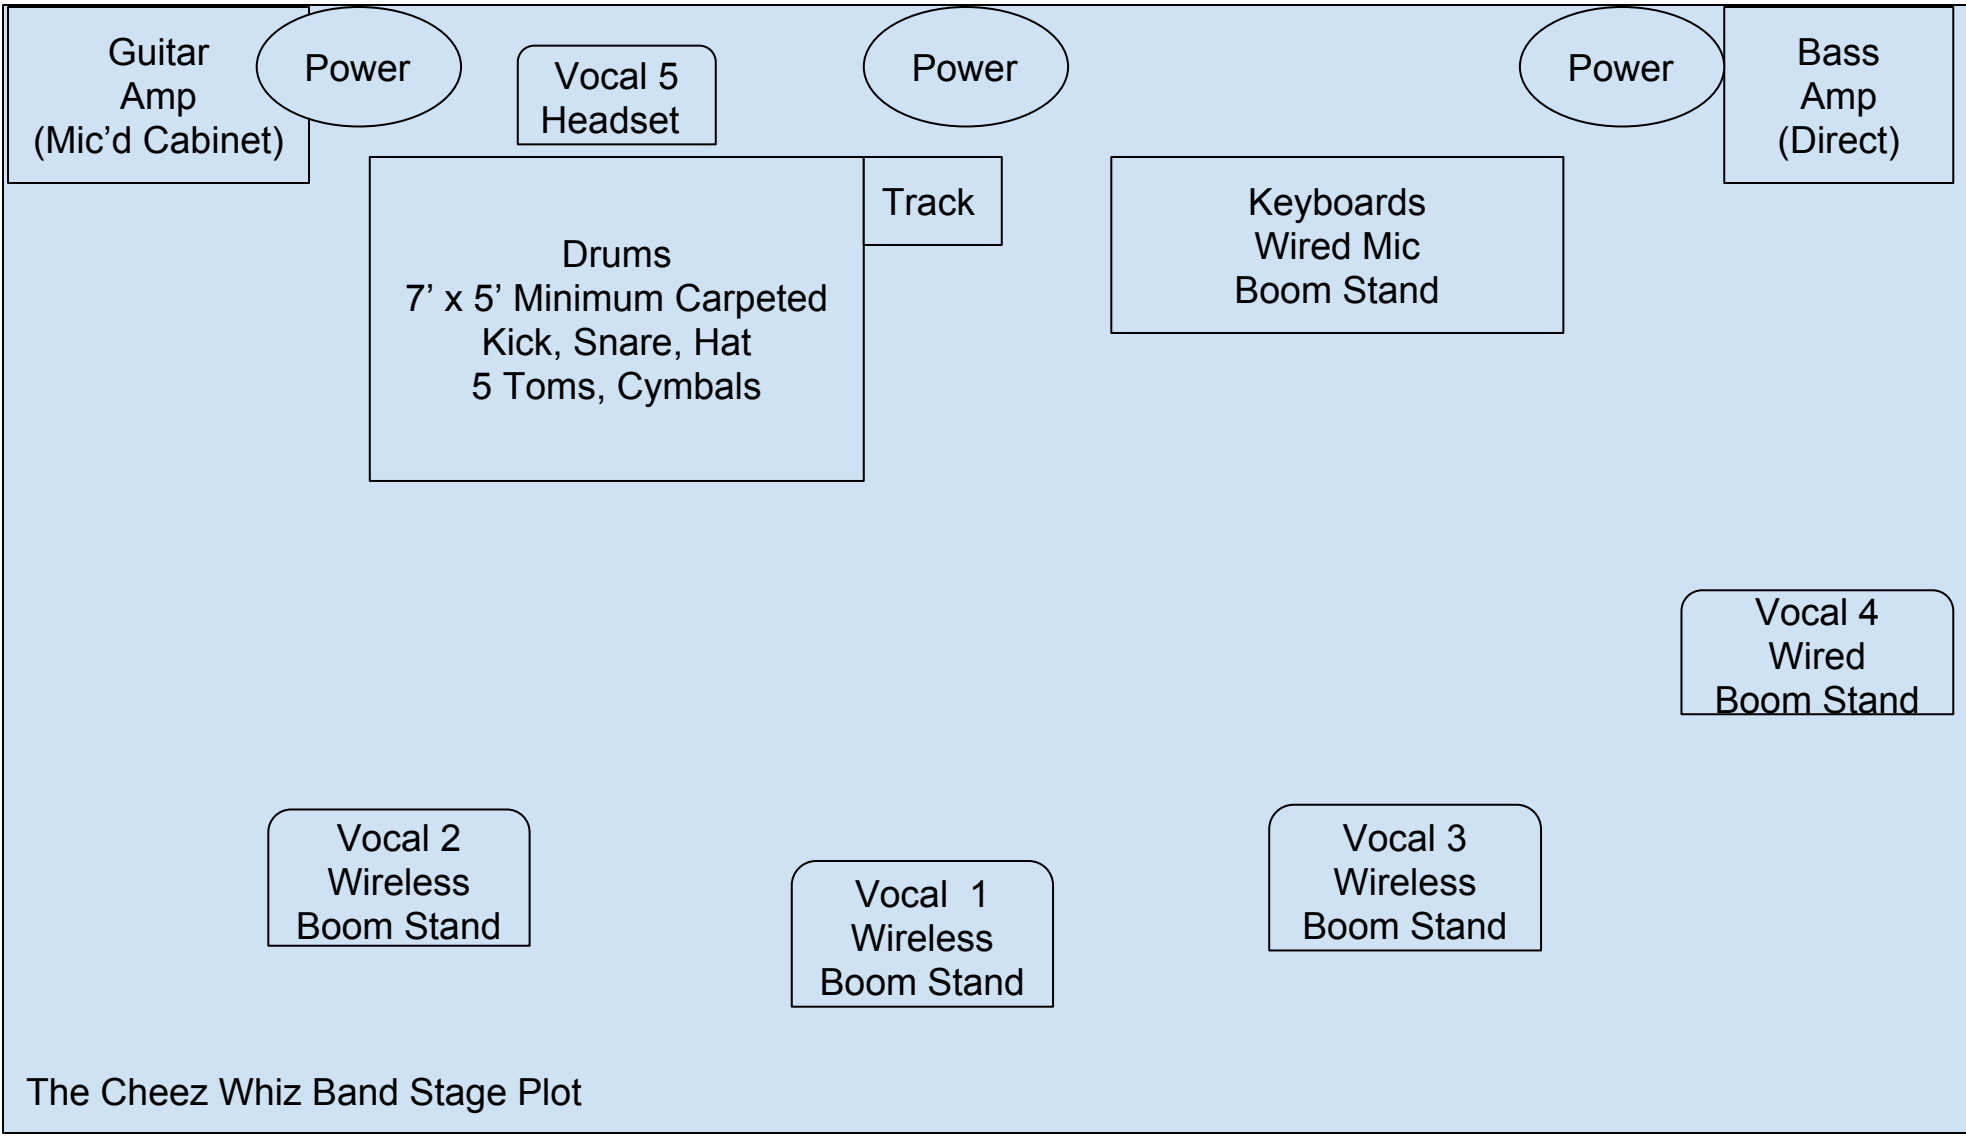 Guitar
Amp
(Mic’d Cabinet)
Power
Vocal 5
Headset
Power
Power
Bass
Amp
(Direct)
Drums
7’ x 5’ Minimum Carpeted
Kick, Snare, Hat
5 Toms, Cymbals
Track
Keyboards
Wired Mic
Boom Stand
Vocal 4
Wired
Boom Stand
Vocal 2
Wireless
Boom Stand
Vocal  1
Wireless
Boom Stand
Vocal 3
Wireless
Boom Stand
The Cheez Whiz Band Stage Plot